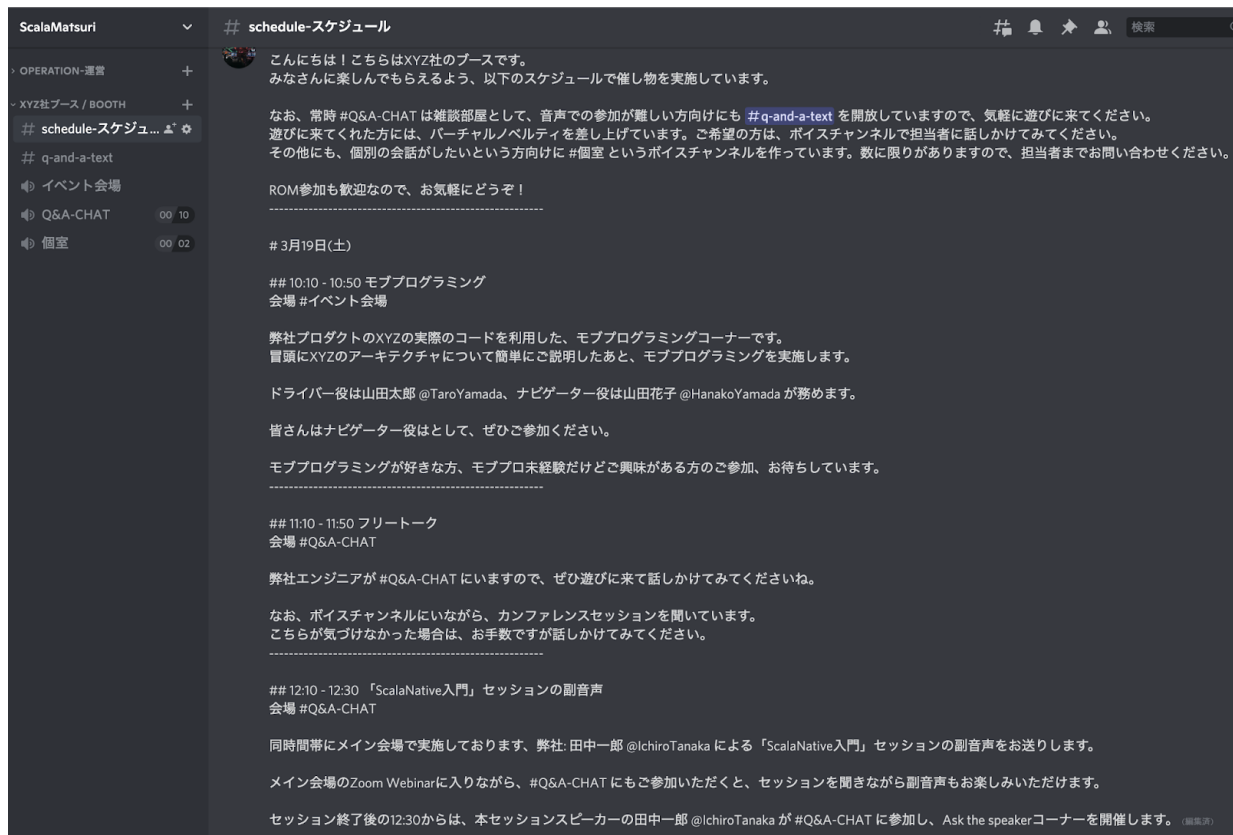 ScalaMatsuri
# schedule-スケジュール
検索
OPERATION-運営 +
XYZ社ブース / BOOTH +
# schedule-スケジュ...
# q-and-a-text
イベント会場
Q&A-CHAT 00 10
個室 00 02
こんにちは！こちらはXYZ社のブースです。
みなさんに楽しんでもらえるよう、以下のスケジュールで催し物を実施しています。
なお、常時 #Q&A-CHAT は雑談部屋として、音声での参加が難しい方向けにも #q-and-a-text を開放していますので、気軽に遊びに来てください。
遊びに来てくれた方には、バーチャルノベルティを差し上げています。ご希望の方は、ボイスチャンネルで担当者に話しかけてみてください。
その他にも、個別の会話がしたいという方向けに #個室 というボイスチャンネルを作っています。数に限りがありますので、担当者までお問い合わせください。
ROM参加も歓迎なので、お気軽にどうぞ！
--------------------------------------------------------
# 3月19日(土)
## 10:10 - 10:50 モブプログラミング
会場 #イベント会場
弊社プロダクトのXYZの実際のコードを利用した、モブプログラミングコーナーです。
冒頭にXYZのアーキテクチャについて簡単にご説明したあと、モブプログラミングを実施します。
ドライバー役は山田太郎 @TaroYamada、ナビゲーター役は山田花子 @HanakoYamada が務めます。
皆さんはナビゲーター役はとして、ぜひご参加ください。
モブプログラミングが好きな方、モブプロ未経験だけどご興味がある方のご参加、お待ちしています。
--------------------------------------------------------
## 11:10 - 11:50 フリートーク
会場 #Q&A-CHAT
弊社エンジニアが #Q&A-CHAT にいますので、ぜひ遊びに来て話しかけてみてくださいね。
なお、ボイスチャンネルにいながら、カンファレンスセッションを聞いています。
こちらが気づけなかった場合は、お手数ですが話しかけてみてください。
--------------------------------------------------------
## 12:10 - 12:30 「ScalaNative入門」セッションの副音声
会場 #Q&A-CHAT
同時間帯にメイン会場で実施しております、弊社: 田中一郎 @IchiroTanaka による「ScalaNative入門」セッションの副音声をお送りします。
メイン会場のZoom Webinarに入りながら、#Q&A-CHAT にもご参加いただくと、セッションを聞きながら副音声もお楽しみいただけます。
セッション終了後の12:30からは、本セッションスピーカーの田中一郎 @IchiroTanaka が #Q&A-CHAT に参加し、Ask the speakerコーナーを開催します。 (編集済)